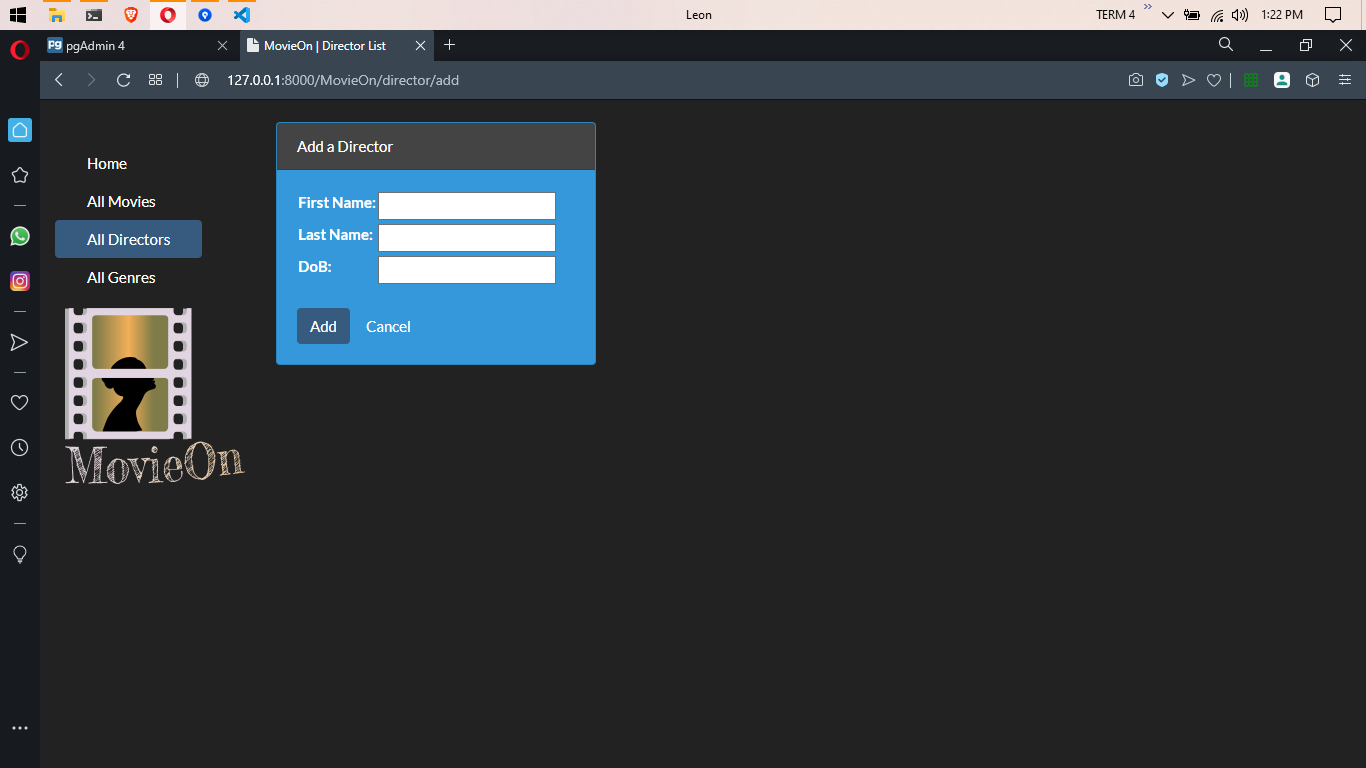 Leon
TERM 4
1:22 PM
pgAdmin 4
MovieOn | Director List
127.0.0.1:8000/MovieOn/director/add
Home
All Movies
All Directors
All Genres
MovieOn
Add a Director
First Name:
Last Name:
DoB:
Add Cancel